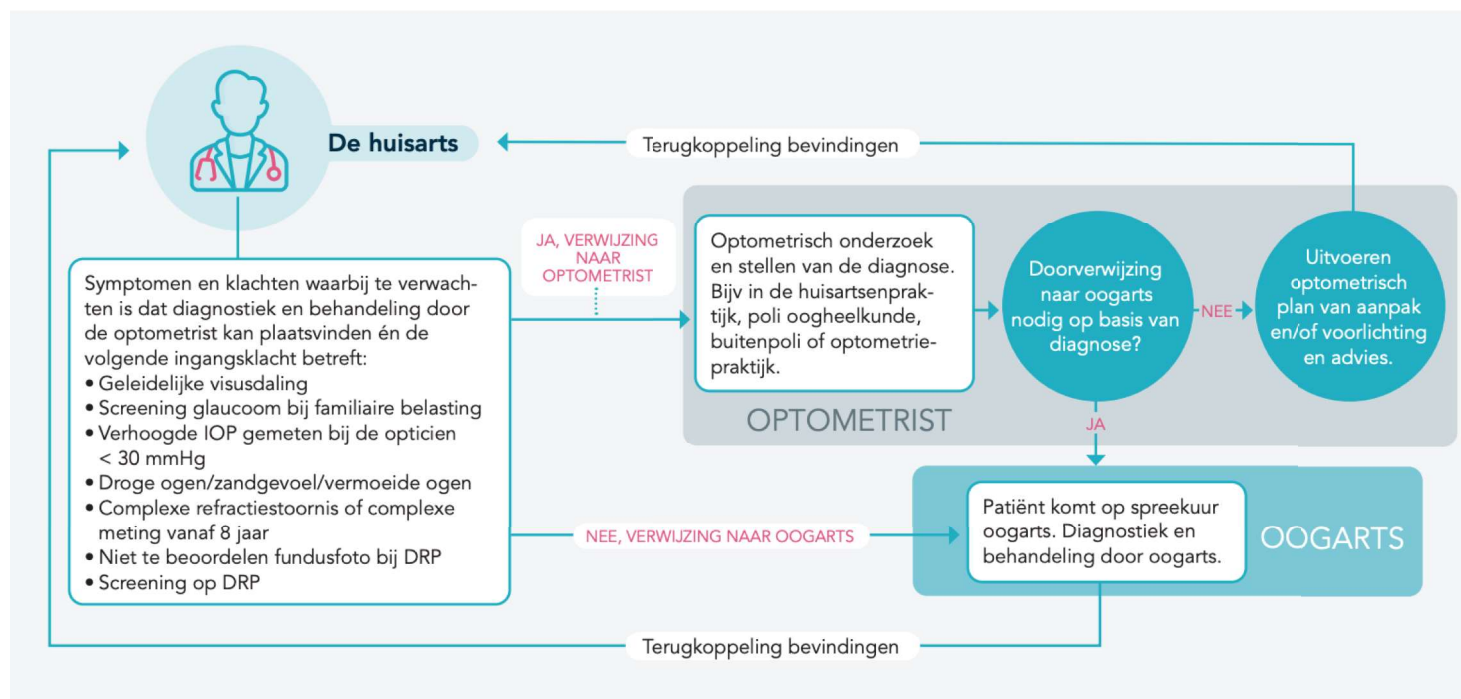 De huisarts
Terugkoppeling bevindingen
Symptomen en klachten waarbij te verwach-
ten is dat diagnostiek en behandeling door
de optometrist kan plaatsvinden én de
volgende ingangsklacht betreft:
• Geleidelijke visusdaling
• Screening glaucoom bij familiaire belasting
• Verhoogde IOP gemeten bij de opticien
< 30 mmHg
• Droge ogen/zandgevoel/vermoeide ogen
• Complexe refractiestoornis of complexe
meting vanaf 8 jaar
• Niet te beoordelen fundusfoto bij DRP
• Screening op DRP
JA, VERWIJZING
NAAR
OPTOMETRIST
Optometrisch onderzoek
en stellen van de diagnose.
Bijv in de huisartsenprak-
tijk, poli oogheelkunde,
buitenpoli of optometrie-
praktijk.
Doorverwijzing
naar oogarts
nodig op basis van
diagnose?
NEE
Uitvoeren
optometrisch
plan van aanpak
en/of voorlichting
en advies.
OPTOMETRIST
JA
NEE, VERWIJZING NAAR OOGARTS
Patiënt komt op spreekuur
oogarts. Diagnostiek en
behandeling door oogarts.
OOGARTS
Terugkoppeling bevindingen